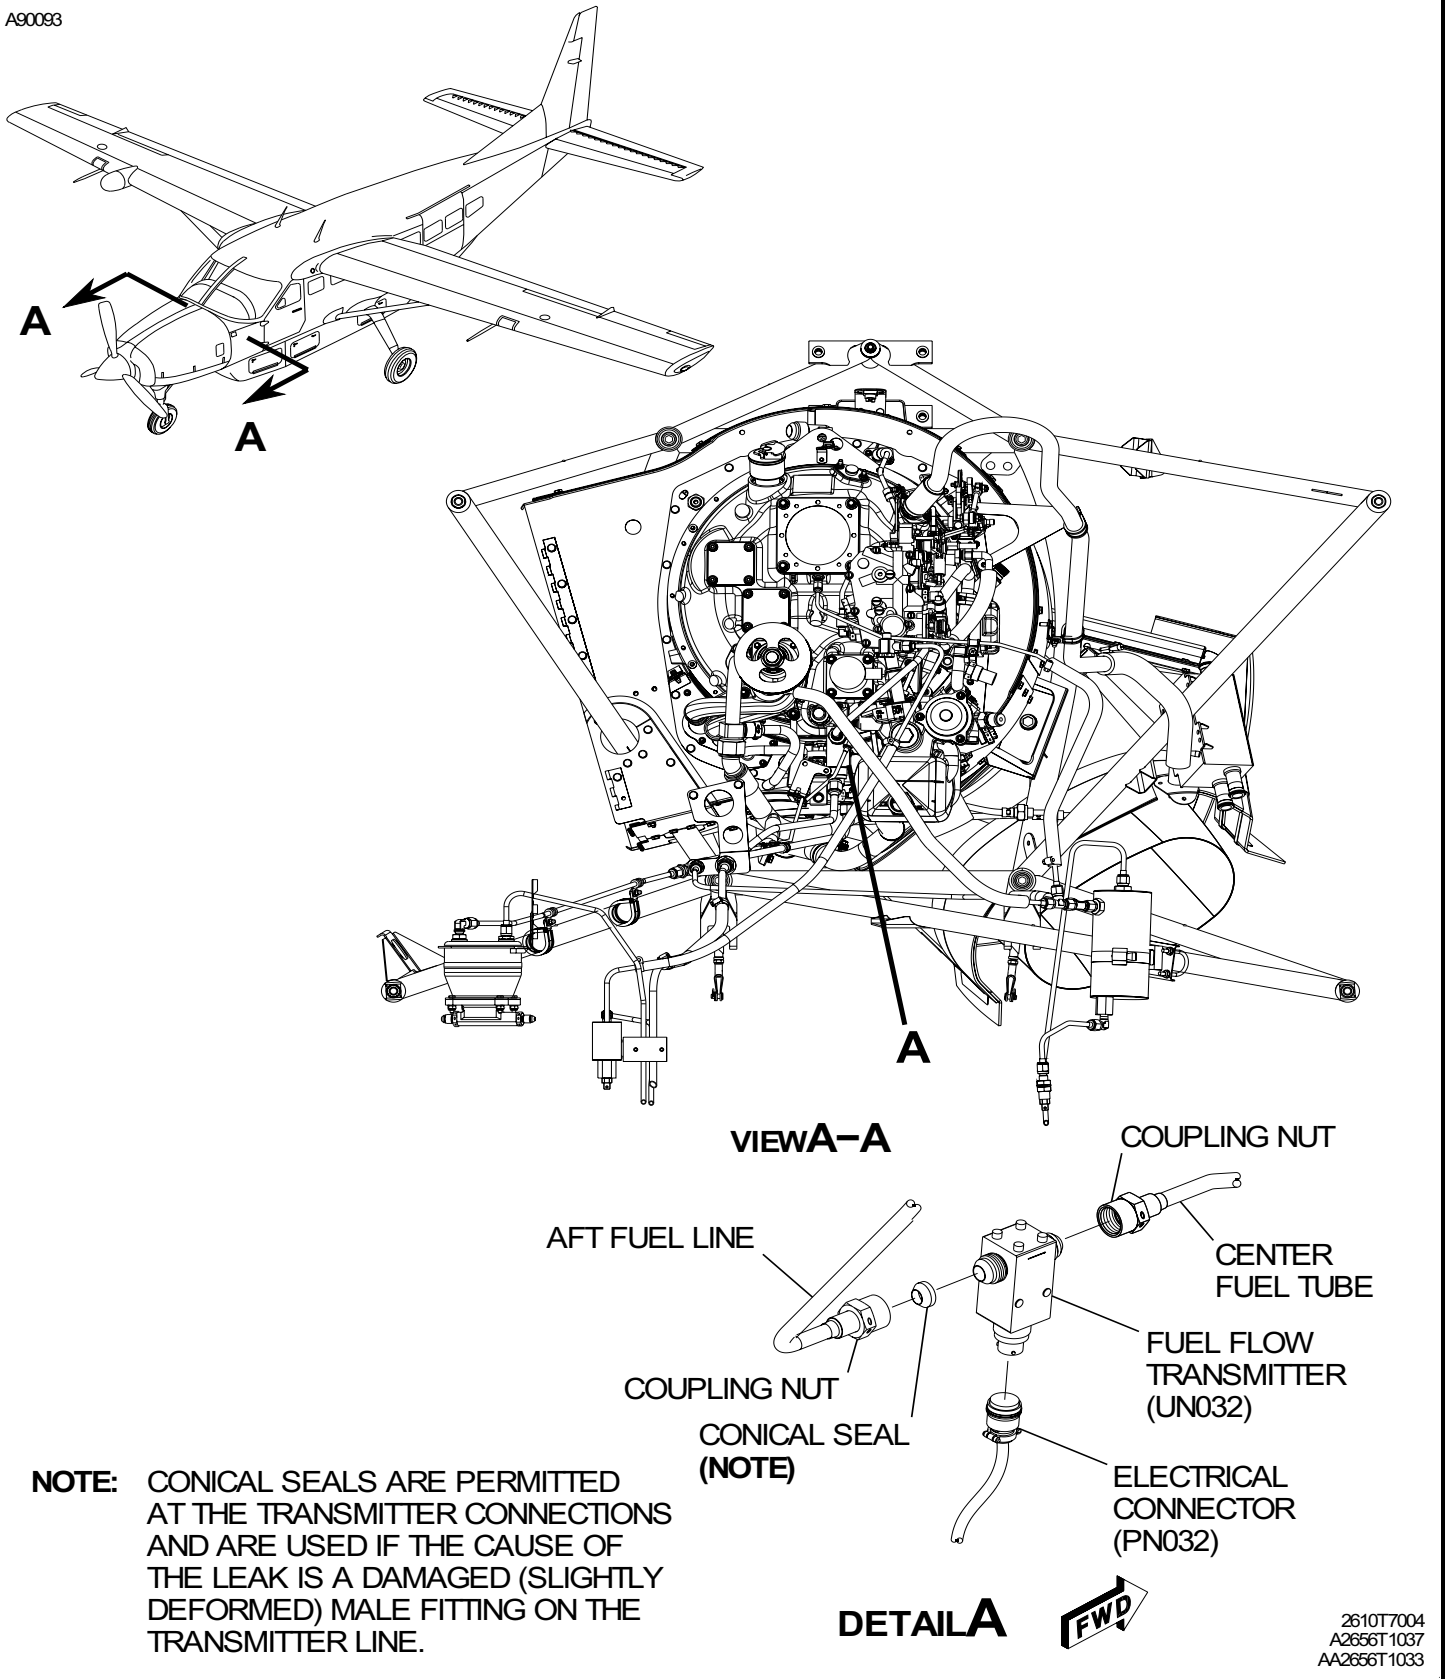 A90093
A
A
A
VIEW A-A
COUPLING NUT
AFT FUEL LINE
CENTER
FUEL TUBE
FUEL FLOW
TRANSMITTER
(UN032)
COUPLING NUT
CONICAL SEAL
(NOTE)
ELECTRICAL
CONNECTOR
(PN032)
NOTE: CONICAL SEALS ARE PERMITTED
AT THE TRANSMITTER CONNECTIONS
AND ARE USED IF THE CAUSE OF
THE LEAK IS A DAMAGED (SLIGHTLY
DEFORMED) MALE FITTING ON THE
TRANSMITTER LINE.
DETAIL A
FWD
2610T7004
A2656T1037
AA2656T1033